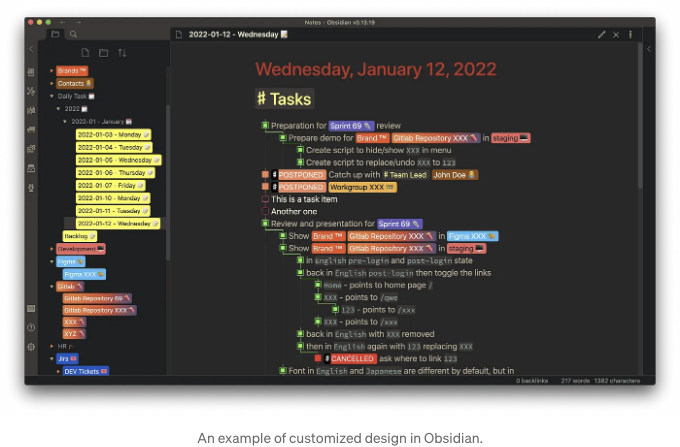 Notes - Obsidian v0.13.19
2022-01-12 - Wednesday
Brands ™
Contacts
Daily Task
2022
2022-01 - January
2022-01-03 - Monday
2022-01-04 - Tuesday
2022-01-05 - Wednesday
2022-01-06 - Thursday
2022-01-07 - Friday
2022-01-10 - Monday
2022-01-11 - Tuesday
2022-01-12 - Wednesday
Backlog
Development
Figma
Figma XXX
Gitlab
Gitlab Repository 69
Gitlab Repository XXX
XXX
XYZ
HR
Jira
DEV Tickets
Wednesday, January 12, 2022
# Tasks
Preparation for Sprint 69 review
Prepare demo for Brand ™ Gitlab Repository XXX in staging
Create script to hide/show XXX in menu
Create script to replace/undo XXX to 123
# POSTPONED Catch up with # Team Lead John Doe
# POSTPONED Workgroup XXX
This is a task item
Another one
Review and presentation for Sprint 69
Show Brand ™ Gitlab Repository XXX in Figma XXX
Show Brand ™ Gitlab Repository XXX in staging
In English pre-login and post-login state
back in English post-login then toggle the links
Home - points to home page /
XXX - points to /qwe
123 - points to /xxx
XXX - points to /xxx
back in English with XXX removed
then in English again with 123 replacing XXX
# CANCELLED ask where to link 123
Font in English and Japanese are different by default, but in
0 backlinks 217 words 1382 characters
An example of customized design in Obsidian.